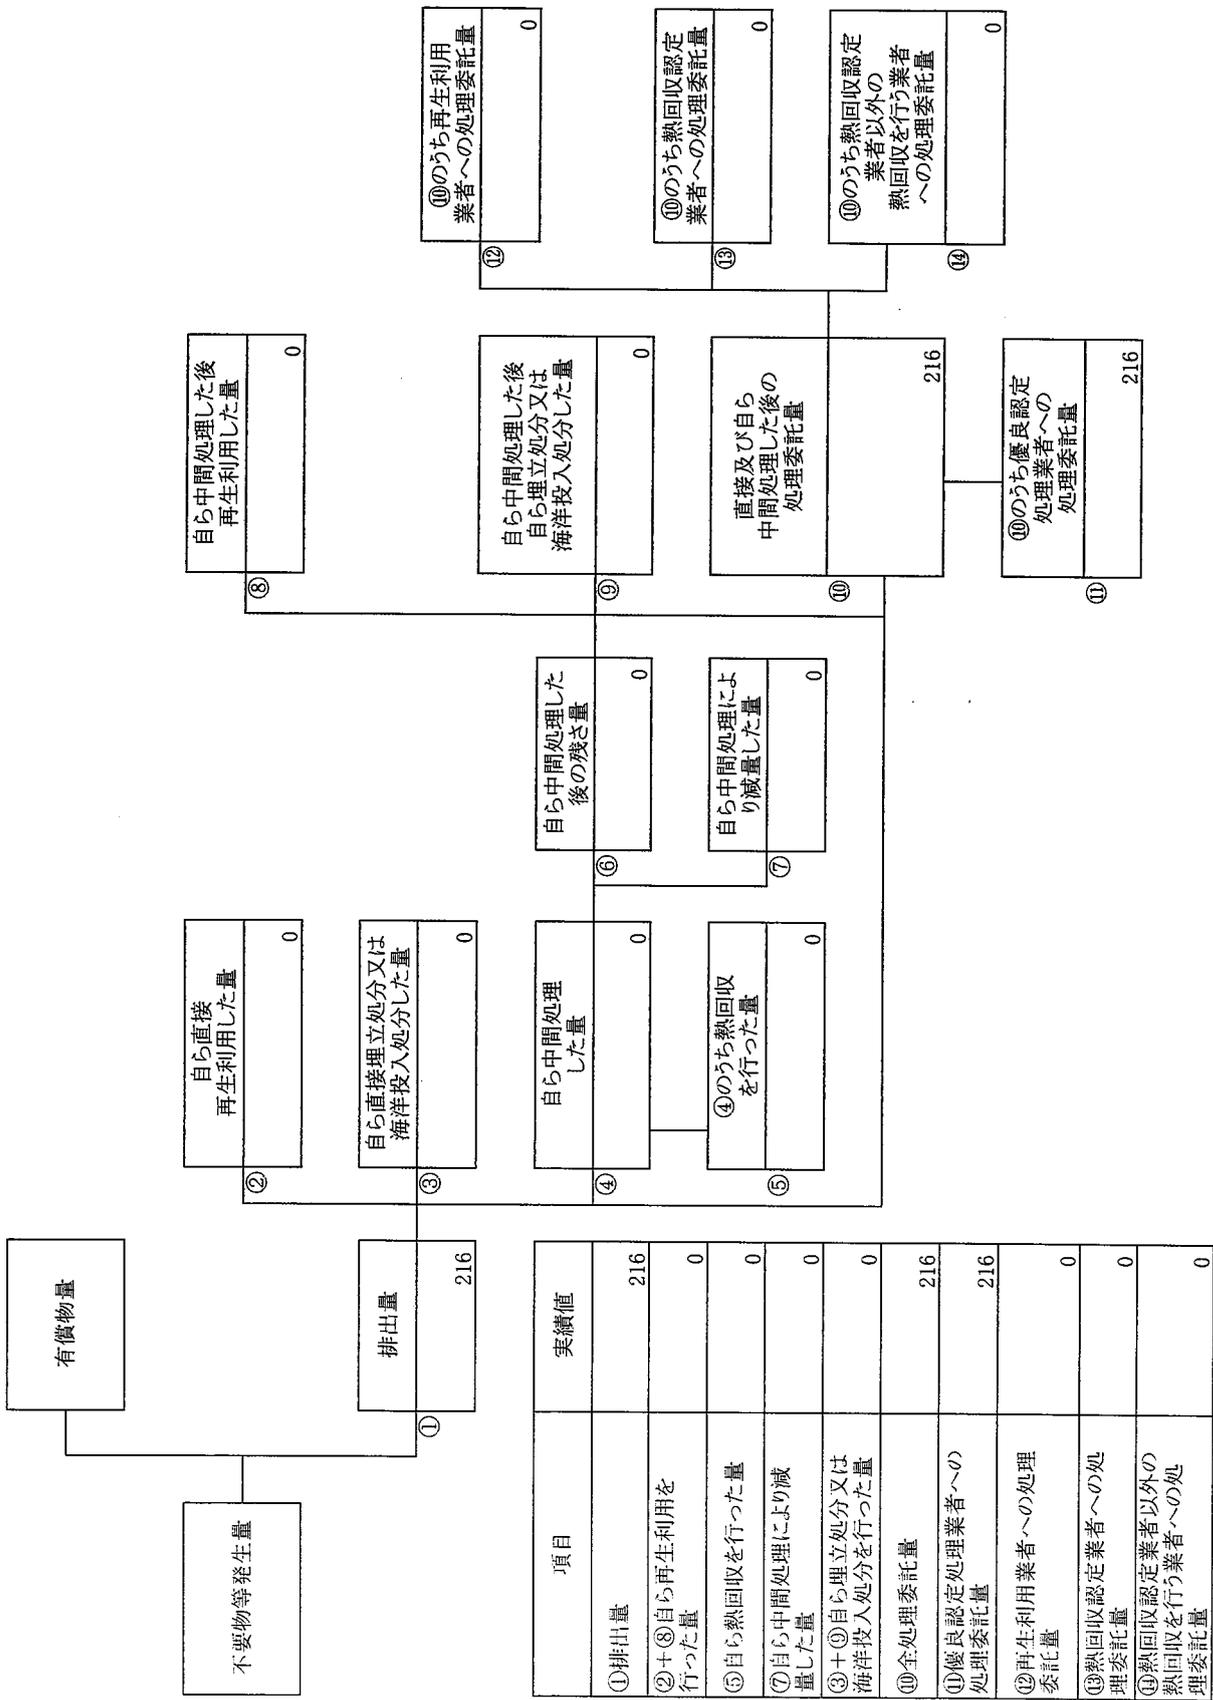 不要物等発生量
有償物量
①
排出量
216
②
自ら直接
再生利用した量
0
③
自ら直接埋立処分又は
海洋投入処分した量
0
④
自ら中間処理
した量
0
⑤
④のうち熱回収
を行った量
0
⑥
自ら中間処理した
後の残さ量
0
⑦
自ら中間処理によ
り減量した量
0
⑧
自ら中間処理した後
再生利用した量
0
⑨
自ら中間処理した後
自ら埋立処分又は
海洋投入処分した量
0
⑩
直接及び自ら
中間処理した後の
処理委託量
216
⑪
⑩のうち優良認定
処理業者への
処理委託量
216
⑫
⑩のうち再生利用
業者への処理委託量
0
⑬
⑩のうち熱回収認定
業者への処理委託量
0
⑭
⑩のうち熱回収認定
業者以外の
熱回収を行う業者
への処理委託量
0
項目 実績値
①排出量 216
②+⑧自ら再生利用を
行った量 0
⑤自ら熱回収を行った量 0
⑦自ら中間処理により減
量した量 0
③+⑨自ら埋立処分又は
海洋投入処分を行った量 0
⑩全処理委託量 216
⑪優良認定処理業者への
処理委託量 216
⑫再生利用業者への処理
委託量 0
⑬熱回収認定業者への処
理委託量 0
⑭熱回収認定業者以外の
熱回収を行う業者への処
理委託量 0